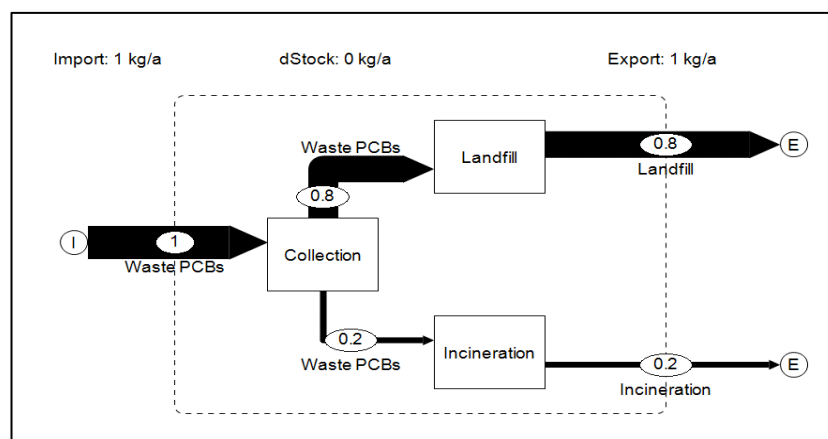 Import: 1 kg/a
dStock: 0 kg/a
Export: 1 kg/a
Waste PCBs
0.8
Landfill
0.8
Landfill
E
I
1
Waste PCBs
Collection
0.2
Waste PCBs
Incineration
0.2
Incineration
E